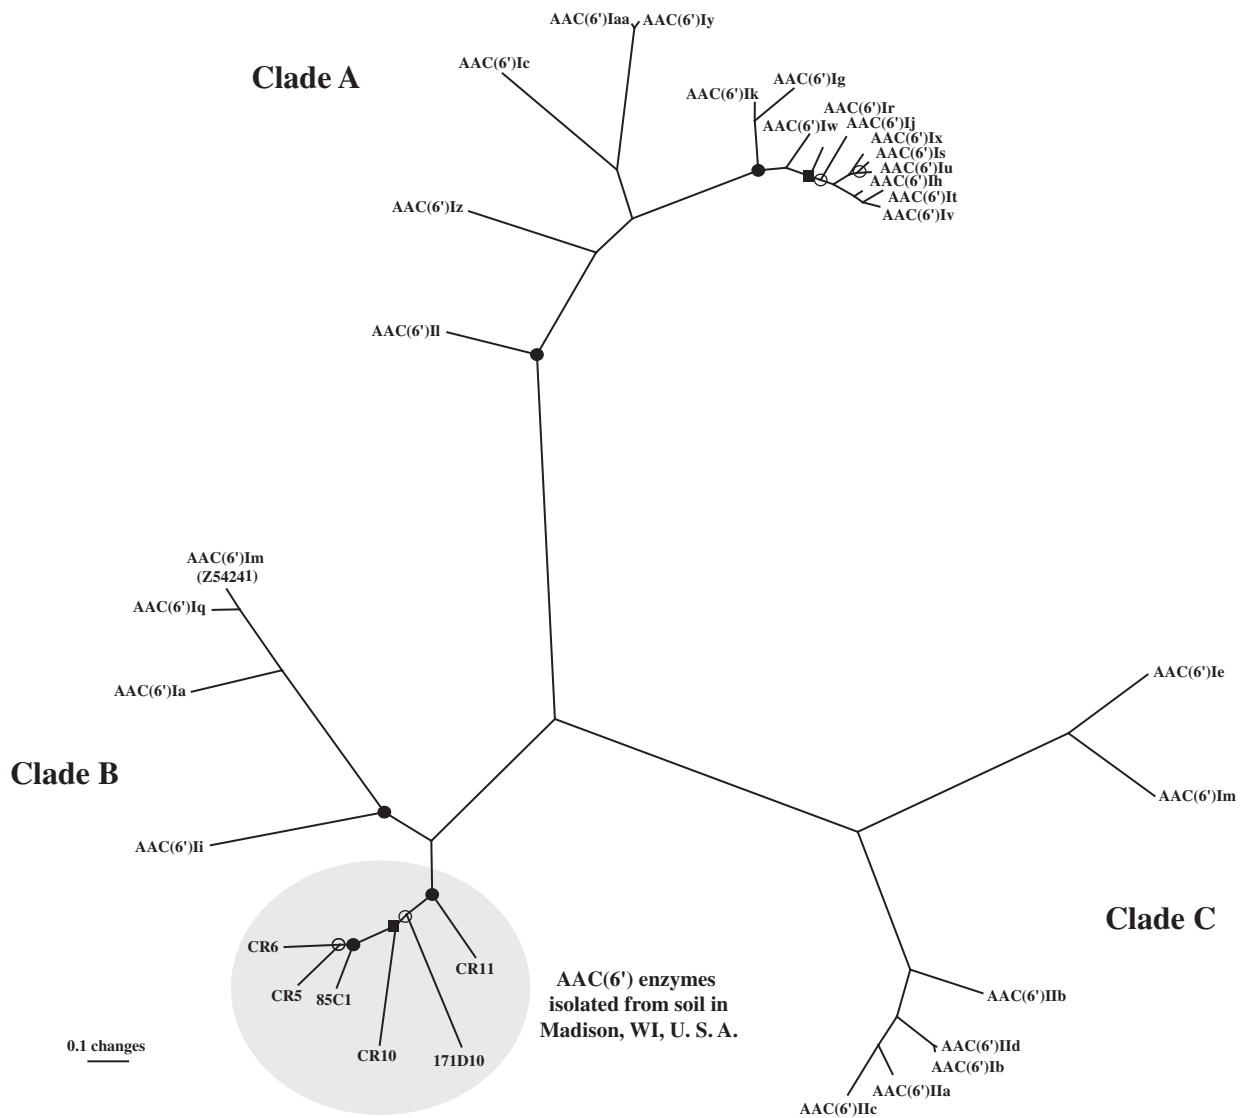 AAC(6')Iaa
AAC(6')Iy
Clade A
AAC(6')Ic
AAC(6')Ig
AAC(6')Ik
AAC(6')Ir
AAC(6')Iw
AAC(6')Ij
AAC(6')Ix
AAC(6')Is
AAC(6')Iu
AAC(6')Ih
AAC(6')It
AAC(6')Iv
AAC(6')Iz
AAC(6')Il
AAC(6')Im
(Z54241)
AAC(6')Iq
AAC(6')Ia
AAC(6')Ie
Clade B
AAC(6')Im
AAC(6')Ii
Clade C
CR6
CR11
CR5
85C1
AAC(6') enzymes
isolated from soil in
Madison, WI, U. S. A.
AAC(6')IIb
0.1 changes
CR10
171D10
AAC(6')IId
AAC(6')Ib
AAC(6')IIa
AAC(6')IIc